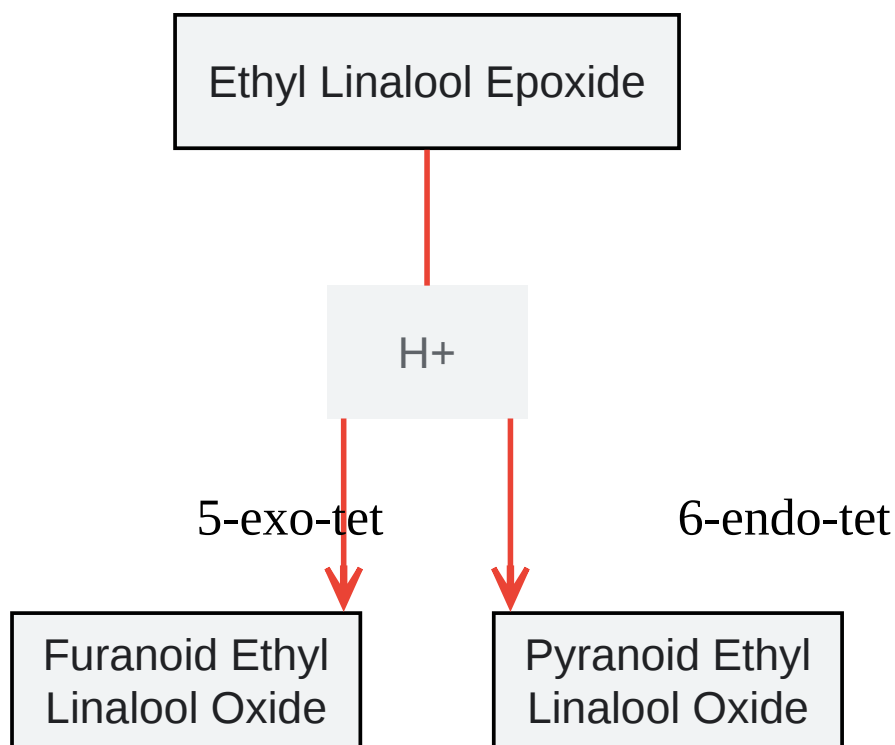 Ethyl Linalool Epoxide
H+
5-exo-tet
6-endo-tet
Furanoid Ethyl
Linalool Oxide
Pyranoid Ethyl
Linalool Oxide